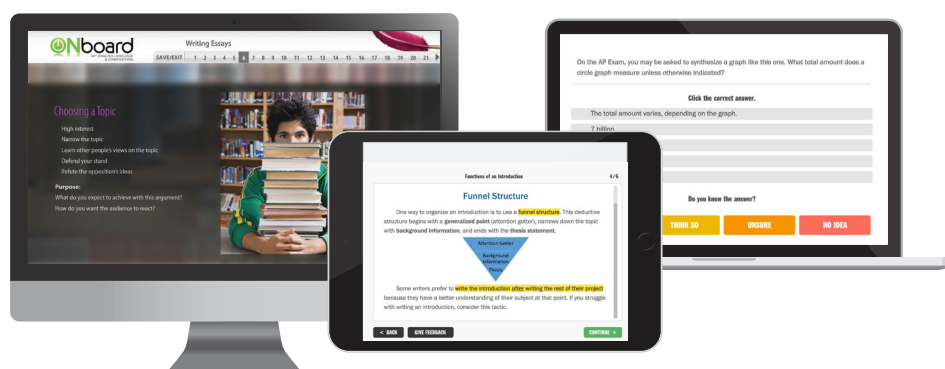 ONboard
AP* ENGLISH LANGUAGE
& COMPOSITION
Writing Essays
SAVE/EXIT 1 2 3 4 5 6 7 8 9 10 11 12 13 14 15 16 17 18 19 20 21
Choosing a Topic
High interest
Narrow the topic
Learn other people's views on the topic
Defend your stand
Refute the opposition's ideas
Purpose:
What do you expect to achieve with this argument?
How do you want the audience to react?
Functions of an Introduction 4/6
Funnel Structure
One way to organize an introduction is to use a funnel structure. This deductive
structure begins with a generalized point (attention getter), narrows down the topic
with background information, and ends with the thesis statement.
Attention Getter
Background
Information
Thesis
Some writers prefer to write the introduction after writing the rest of their project
because they have a better understanding of their subject at that point. If you struggle
with writing an introduction, consider this tactic.
< BACK GIVE FEEDBACK CONTINUE >
On the AP Exam, you may be asked to synthesize a graph like this one. What total amount does a
circle graph measure unless otherwise indicated?
Click the correct answer.
The total amount varies, depending on the graph.
7 billion
Do you know the answer?
THINK SO UNSURE NO IDEA